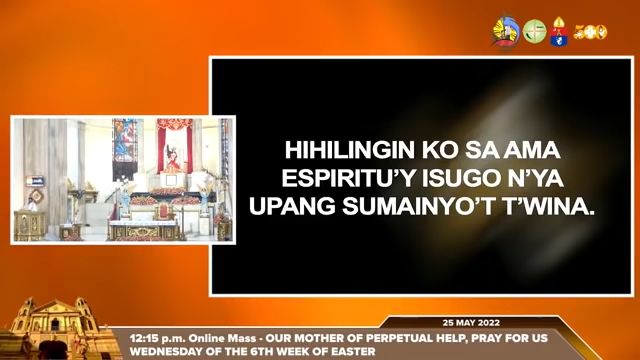 500
HIHILINGIN KO SA AMA
ESPIRITU'Y ISUGO N'YA
UPANG SUMAINYO'T T'WINA.
25 MAY 2022
12:15 p.m. Online Mass - OUR MOTHER OF PERPETUAL HELP, PRAY FOR US
WEDNESDAY OF THE 6TH WEEK OF EASTER